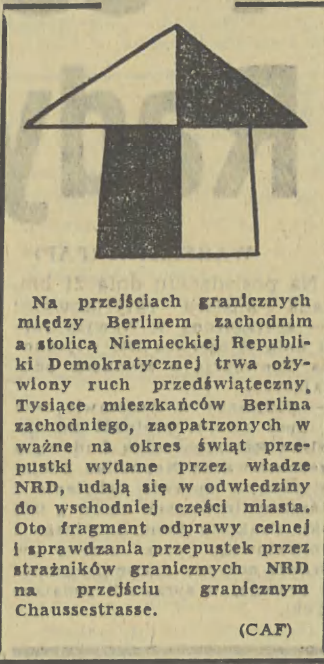 Na przejściach granicznych
między Berlinem zachodnim
a stolicą Niemieckiej Republi-
ki Demokratycznej trwa oży-
wiony ruch przedświąteczny.
Tysiące mieszkańców Berlina
zachodniego, zaopatrzonych w
ważne na okres świąt prze-
pustki wydane przez władze
NRD, udają się w odwiedziny
do wschodniej części miasta.
Oto fragment odprawy celnej
i sprawdzania przepustek przez
strażników granicznych NRD
na przejściu granicznym
Chaussestrasse.
(CAF)